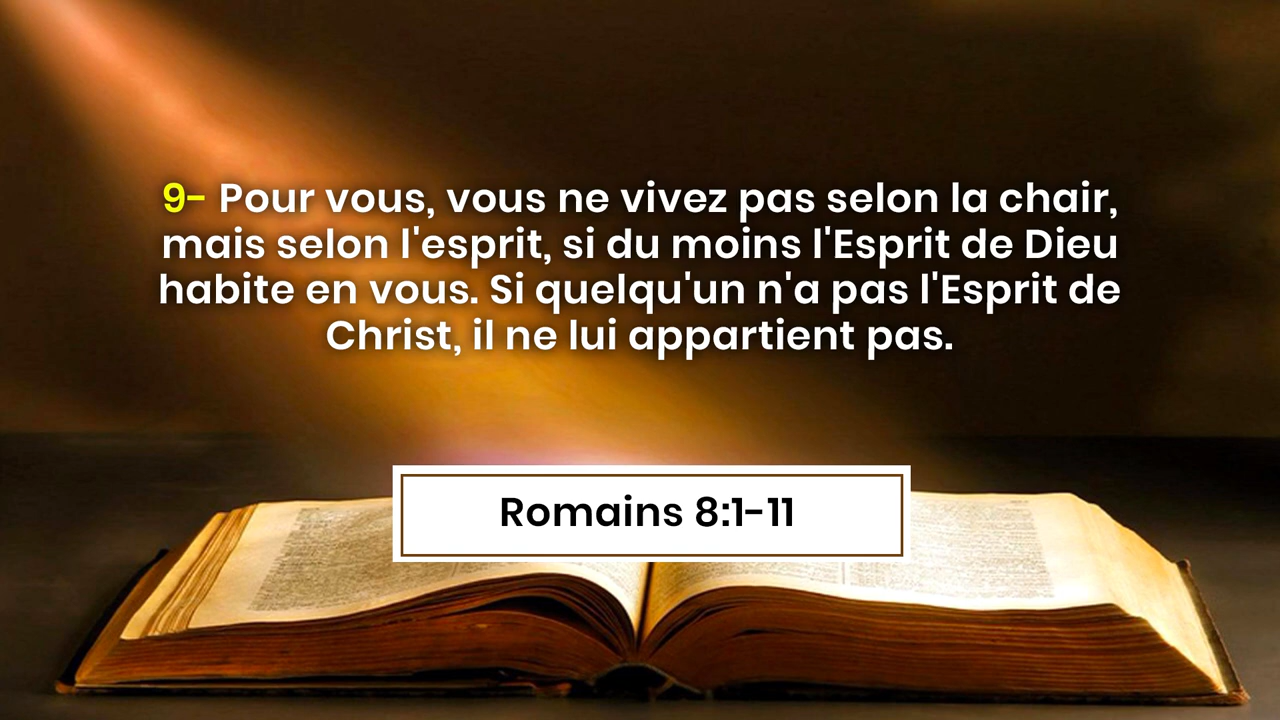 9- Pour vous, vous ne vivez pas selon la chair,
mais selon l'esprit, si du moins l'Esprit de Dieu
habite en vous. Si quelqu'un n'a pas l'Esprit de
Christ, il ne lui appartient pas.
Romains 8:1-11